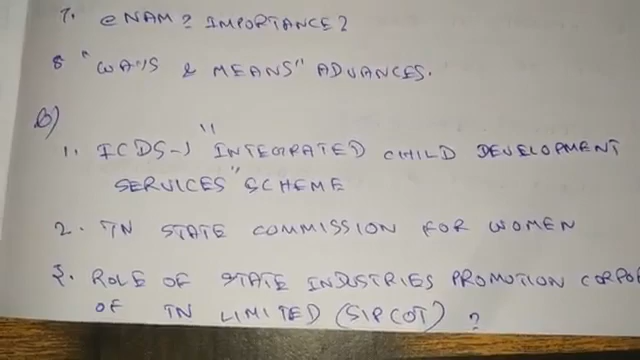 7. eNAM? IMPORTANCE?
8 "WAYS & MEANS" ADVANCES.
B)
1. ICDS → "INTEGRATED CHILD DEVELOPMENT
SERVICES" SCHEME
2. TN STATE COMMISSION FOR WOMEN
3. ROLE OF STATE INDUSTRIES PROMOTION CORPO
OF TN LIMITED (SIPCOT) ?